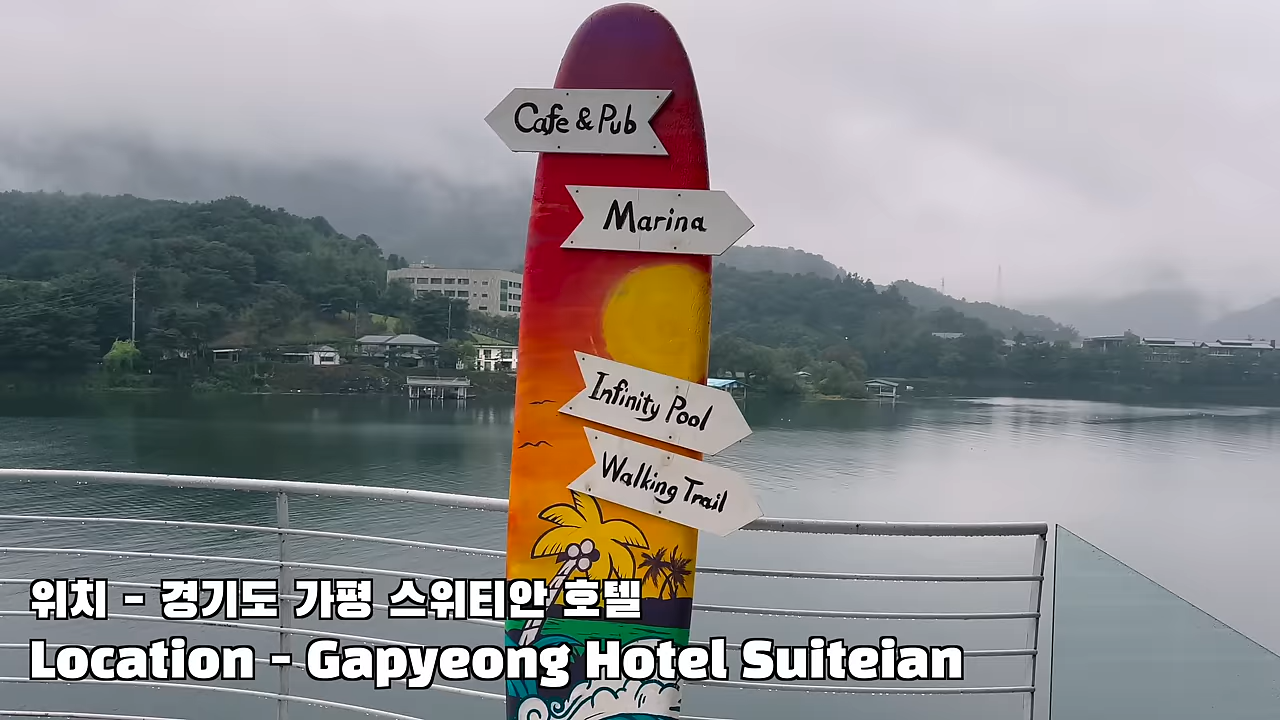 Cafe & Pub
Marina
Infinity Pool
Walking Trail
위치 - 경기도 가평 스위티안 호텔
Location - Gapyeong Hotel Suiteian